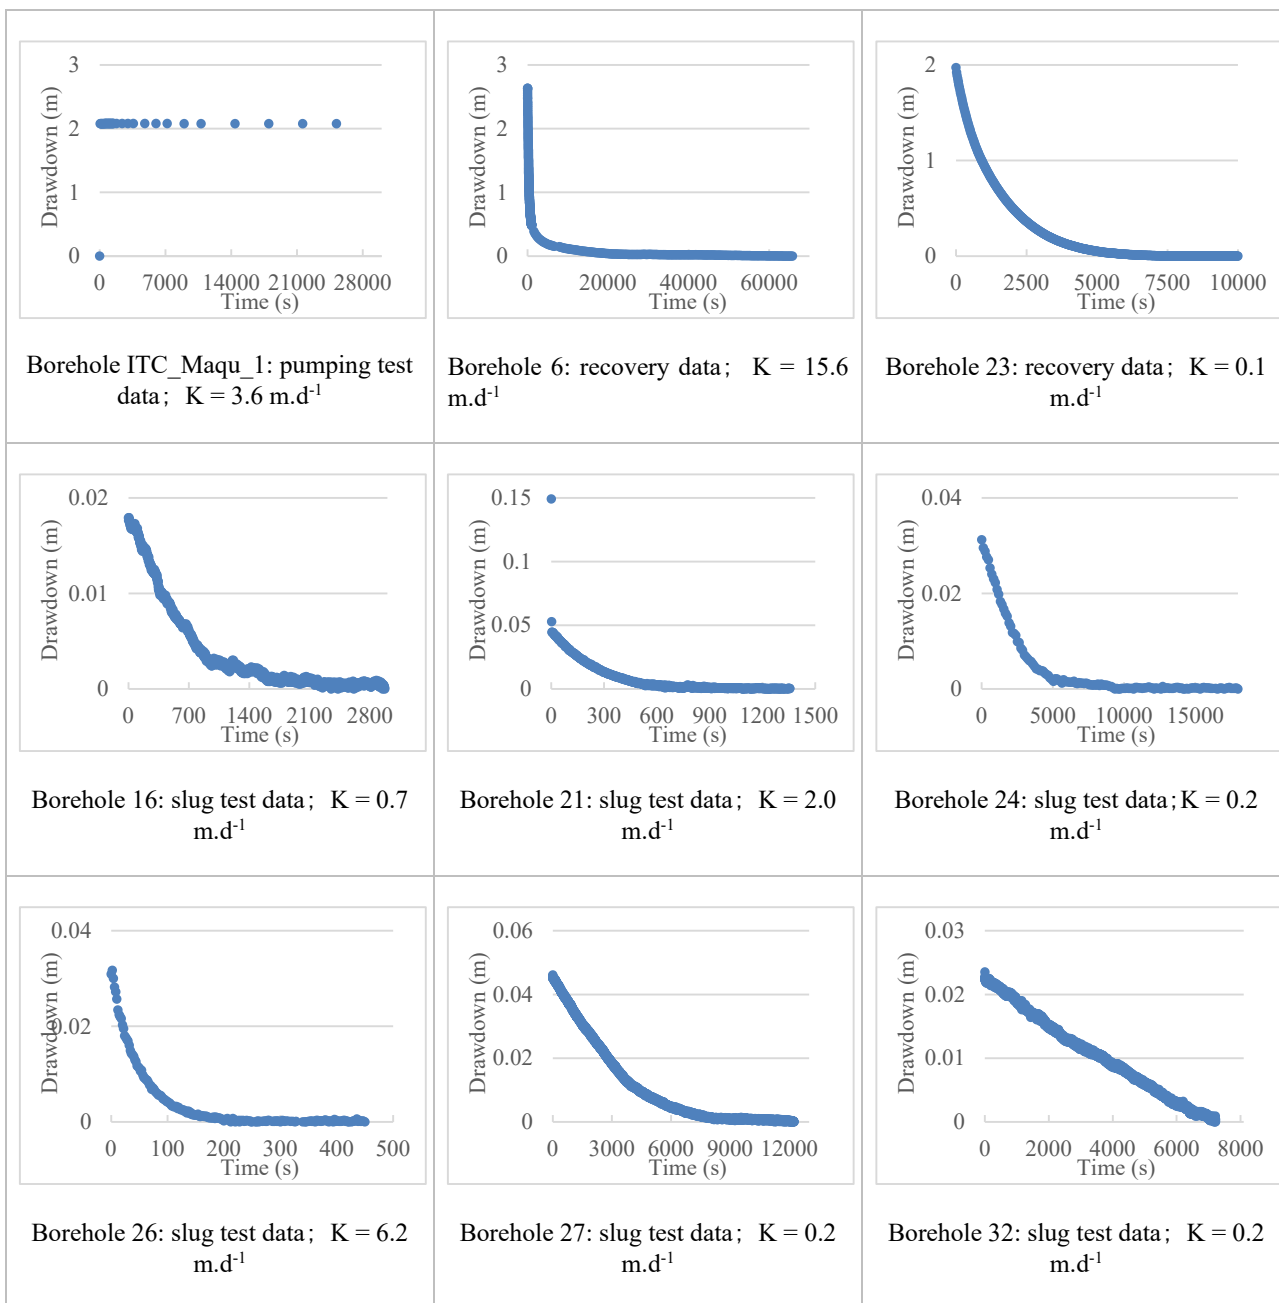 3
2
1
0
Drawdown (m)
0 7000 14000 21000 28000
Time (s)
Borehole ITC_Maqu_1: pumping test
data; K = 3.6 m.d-1
3
2
1
0
Drawdown (m)
0 20000 40000 60000
Time (s)
Borehole 6: recovery data; K = 15.6
m.d-1
2
1
0
Drawdown (m)
0 2500 5000 7500 10000
Time (s)
Borehole 23: recovery data; K = 0.1
m.d-1
0.02
0.01
0
Drawdown (m)
0 700 1400 2100 2800
Time (s)
Borehole 16: slug test data; K = 0.7
m.d-1
0.15
0.1
0.05
0
Drawdown (m)
0 300 600 900 1200 1500
Time (s)
Borehole 21: slug test data; K = 2.0
m.d-1
0.04
0.02
0
Drawdown (m)
0 5000 10000 15000
Time (s)
Borehole 24: slug test data; K = 0.2
m.d-1
0.04
0.02
0
Drawdown (m)
0 100 200 300 400 500
Time (s)
Borehole 26: slug test data; K = 6.2
m.d-1
0.06
0.04
0.02
0
Drawdown (m)
0 3000 6000 9000 12000
Time (s)
Borehole 27: slug test data; K = 0.2
m.d-1
0.03
0.02
0.01
0
Drawdown (m)
0 2000 4000 6000 8000
Time (s)
Borehole 32: slug test data; K = 0.2
m.d-1